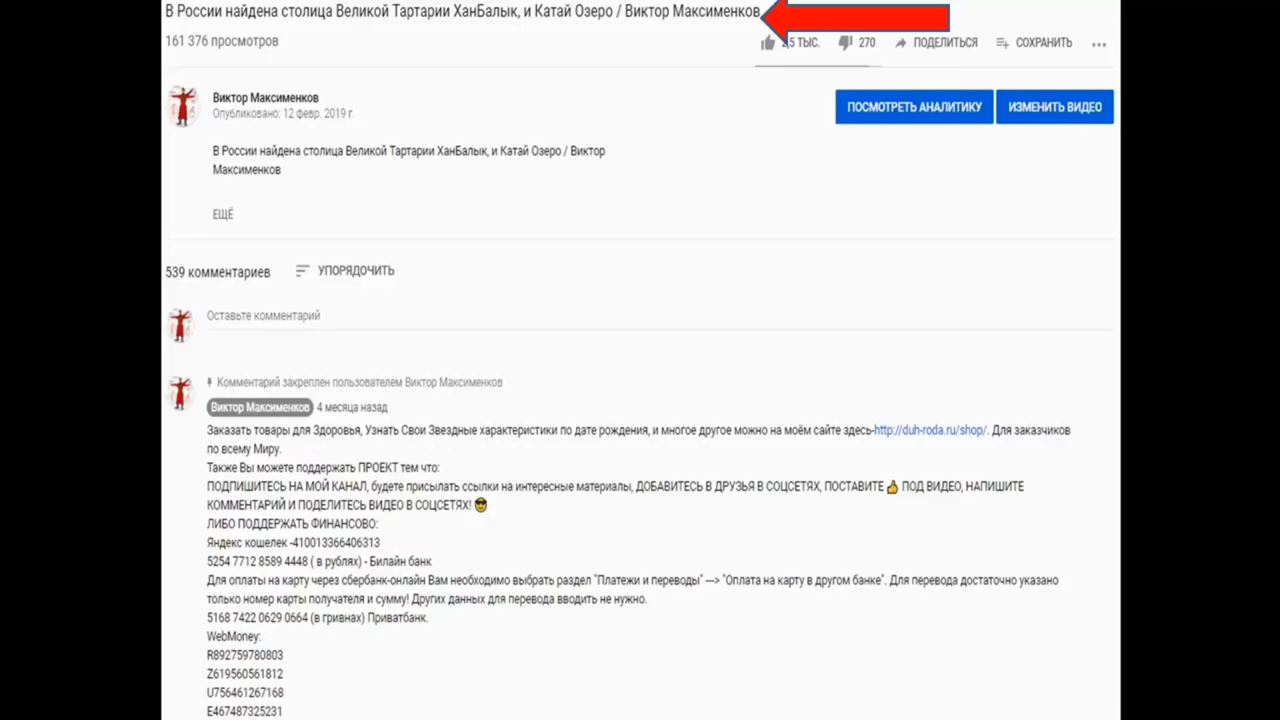 В России найдена столица Великой Тартарии ХанБалык, и Катай Озеро / Виктор Максименков
161 376 просмотров
2,5 ТЫС.
270
ПОДЕЛИТЬСЯ
СОХРАНИТЬ
Виктор Максименков
Опубликовано: 12 февр. 2019 г.
ПОСМОТРЕТЬ АНАЛИТИКУ
ИЗМЕНИТЬ ВИДЕО
В России найдена столица Великой Тартарии ХанБалык, и Катай Озеро / Виктор
Максименков
ЕЩЁ
539 комментариев
УПОРЯДОЧИТЬ
Оставьте комментарий
Комментарий закреплен пользователем Виктор Максименков
Виктор Максименков 4 месяца назад
Заказать товары для Здоровья, Узнать Свои Звездные характеристики по дате рождения, и многое другое можно на моём сайте здесь-http://duh-roda.ru/shop/. Для заказчиков
по всему Миру.
Также Вы можете поддержать ПРОЕКТ тем что:
ПОДПИШИТЕСЬ НА МОЙ КАНАЛ, будете присылать ссылки на интересные материалы, ДОБАВИТЕСЬ В ДРУЗЬЯ В СОЦСЕТЯХ, ПОСТАВИТЕ 👍 ПОД ВИДЕО, НАПИШИТЕ
КОММЕНТАРИЙ И ПОДЕЛИТЕСЬ ВИДЕО В СОЦСЕТЯХ! 😎
ЛИБО ПОДДЕРЖАТЬ ФИНАНСОВО:
Яндекс кошелек -410013366406313
5254 7712 8589 4448 ( в рублях) - Билайн банк
Для оплаты на карту через сбербанк-онлайн Вам необходимо выбрать раздел "Платежи и переводы" ---> "Оплата на карту в другом банке". Для перевода достаточно указано
только номер карты получателя и сумму! Других данных для перевода вводить не нужно.
5168 7422 0629 0664 (в гривнах) Приватбанк.
WebMoney:
R892759780803
Z619560561812
U756461267168
E467487325231